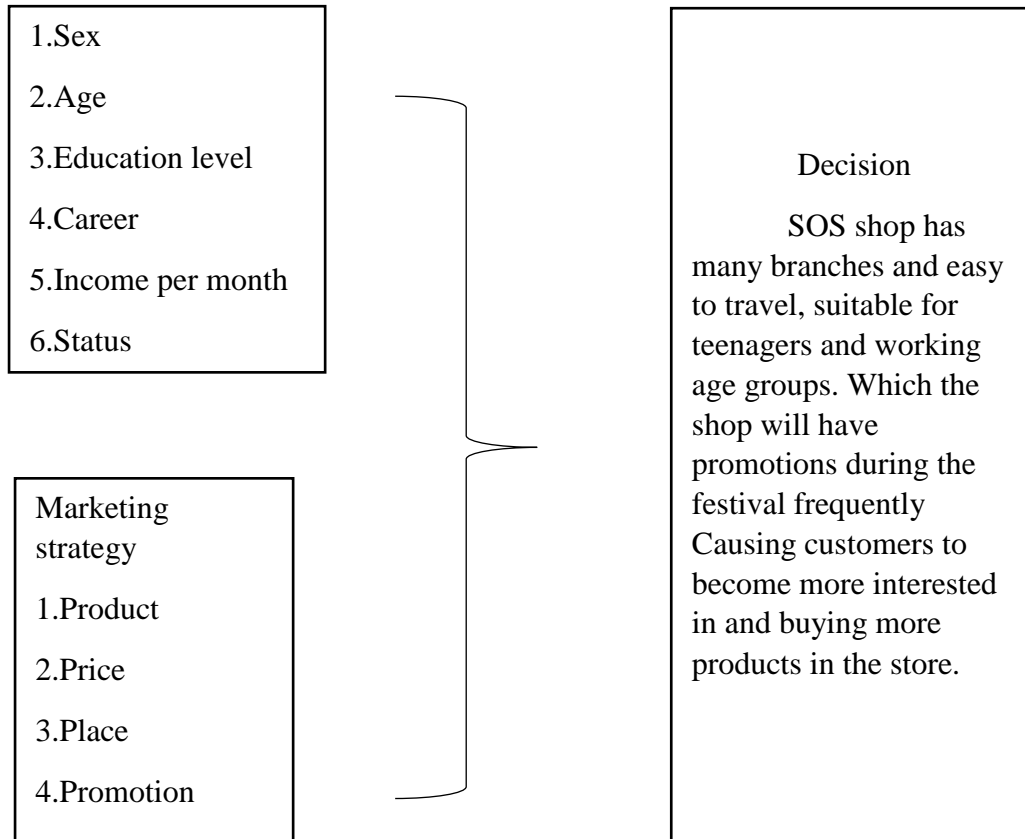 1.Sex
2.Age
3.Education level
4.Career
5.Income per month
6.Status
Marketing
strategy
1.Product
2.Price
3.Place
4.Promotion
Decision
SOS shop has
many branches and easy
to travel, suitable for
teenagers and working
age groups. Which the
shop will have
promotions during the
festival frequently
Causing customers to
become more interested
in and buying more
products in the store.